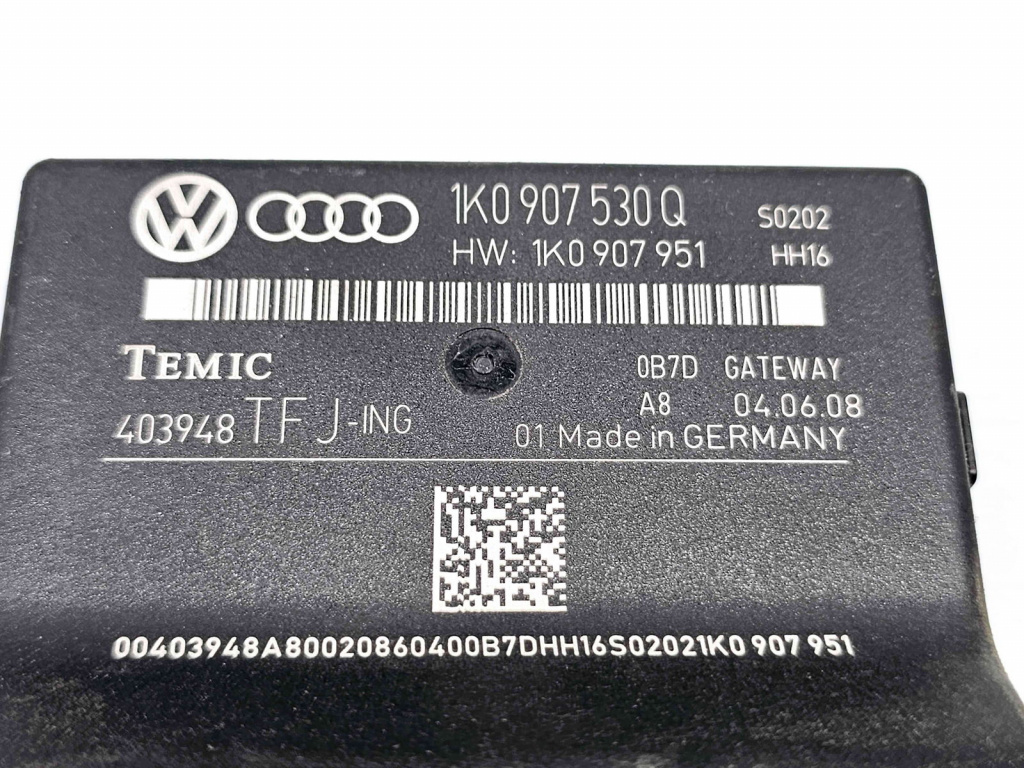 1K0 907 530 Q S0202
HW: 1K0 907 951 HH16
TEMIC 0B7D GATEWAY
A8 04.06.08
403948 TFJ-ING 01 Made in GERMANY
00403948A80020860400B7DHH16S02021K0 907 951